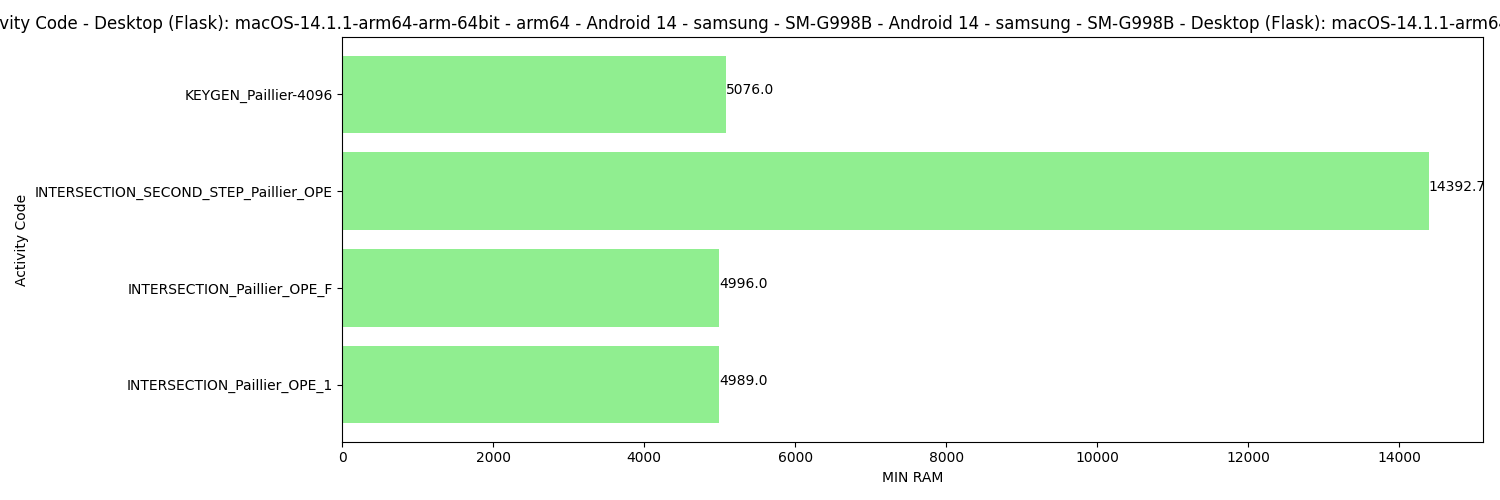 vity Code - Desktop (Flask): macOS-14.1.1-arm64-arm-64bit - arm64 - Android 14 - samsung - SM-G998B - Android 14 - samsung - SM-G998B - Desktop (Flask): macOS-14.1.1-arm6
KEYGEN_Paillier-4096
5076.0
INTERSECTION_SECOND_STEP_Paillier_OPE
14392.7
INTERSECTION_Paillier_OPE_F
4996.0
INTERSECTION_Paillier_OPE_1
4989.0
Activity Code
0 2000 4000 6000 8000 10000 12000 14000
MIN RAM